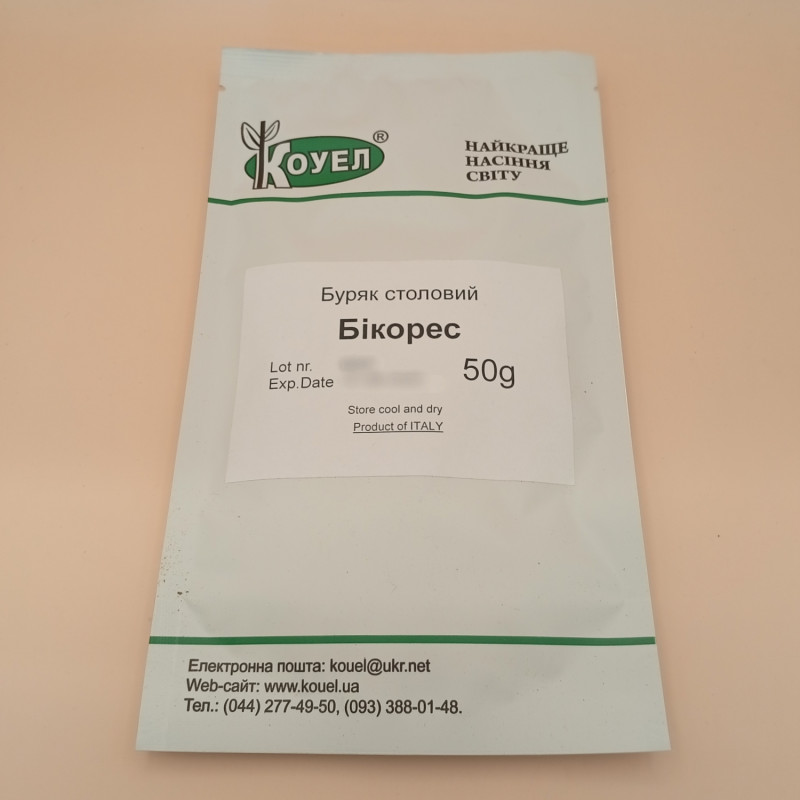 КОУЕЛ®
НАЙКРАЩЕ
НАСІННЯ
СВІТУ
Буряк столовий
Бікорес
Lot nr.
Exp.Date
50g
Store cool and dry
Product of ITALY
Електронна пошта: kouel@ukr.net
Web-сайт: www.kouel.ua
Тел.: (044) 277-49-50, (093) 388-01-48.